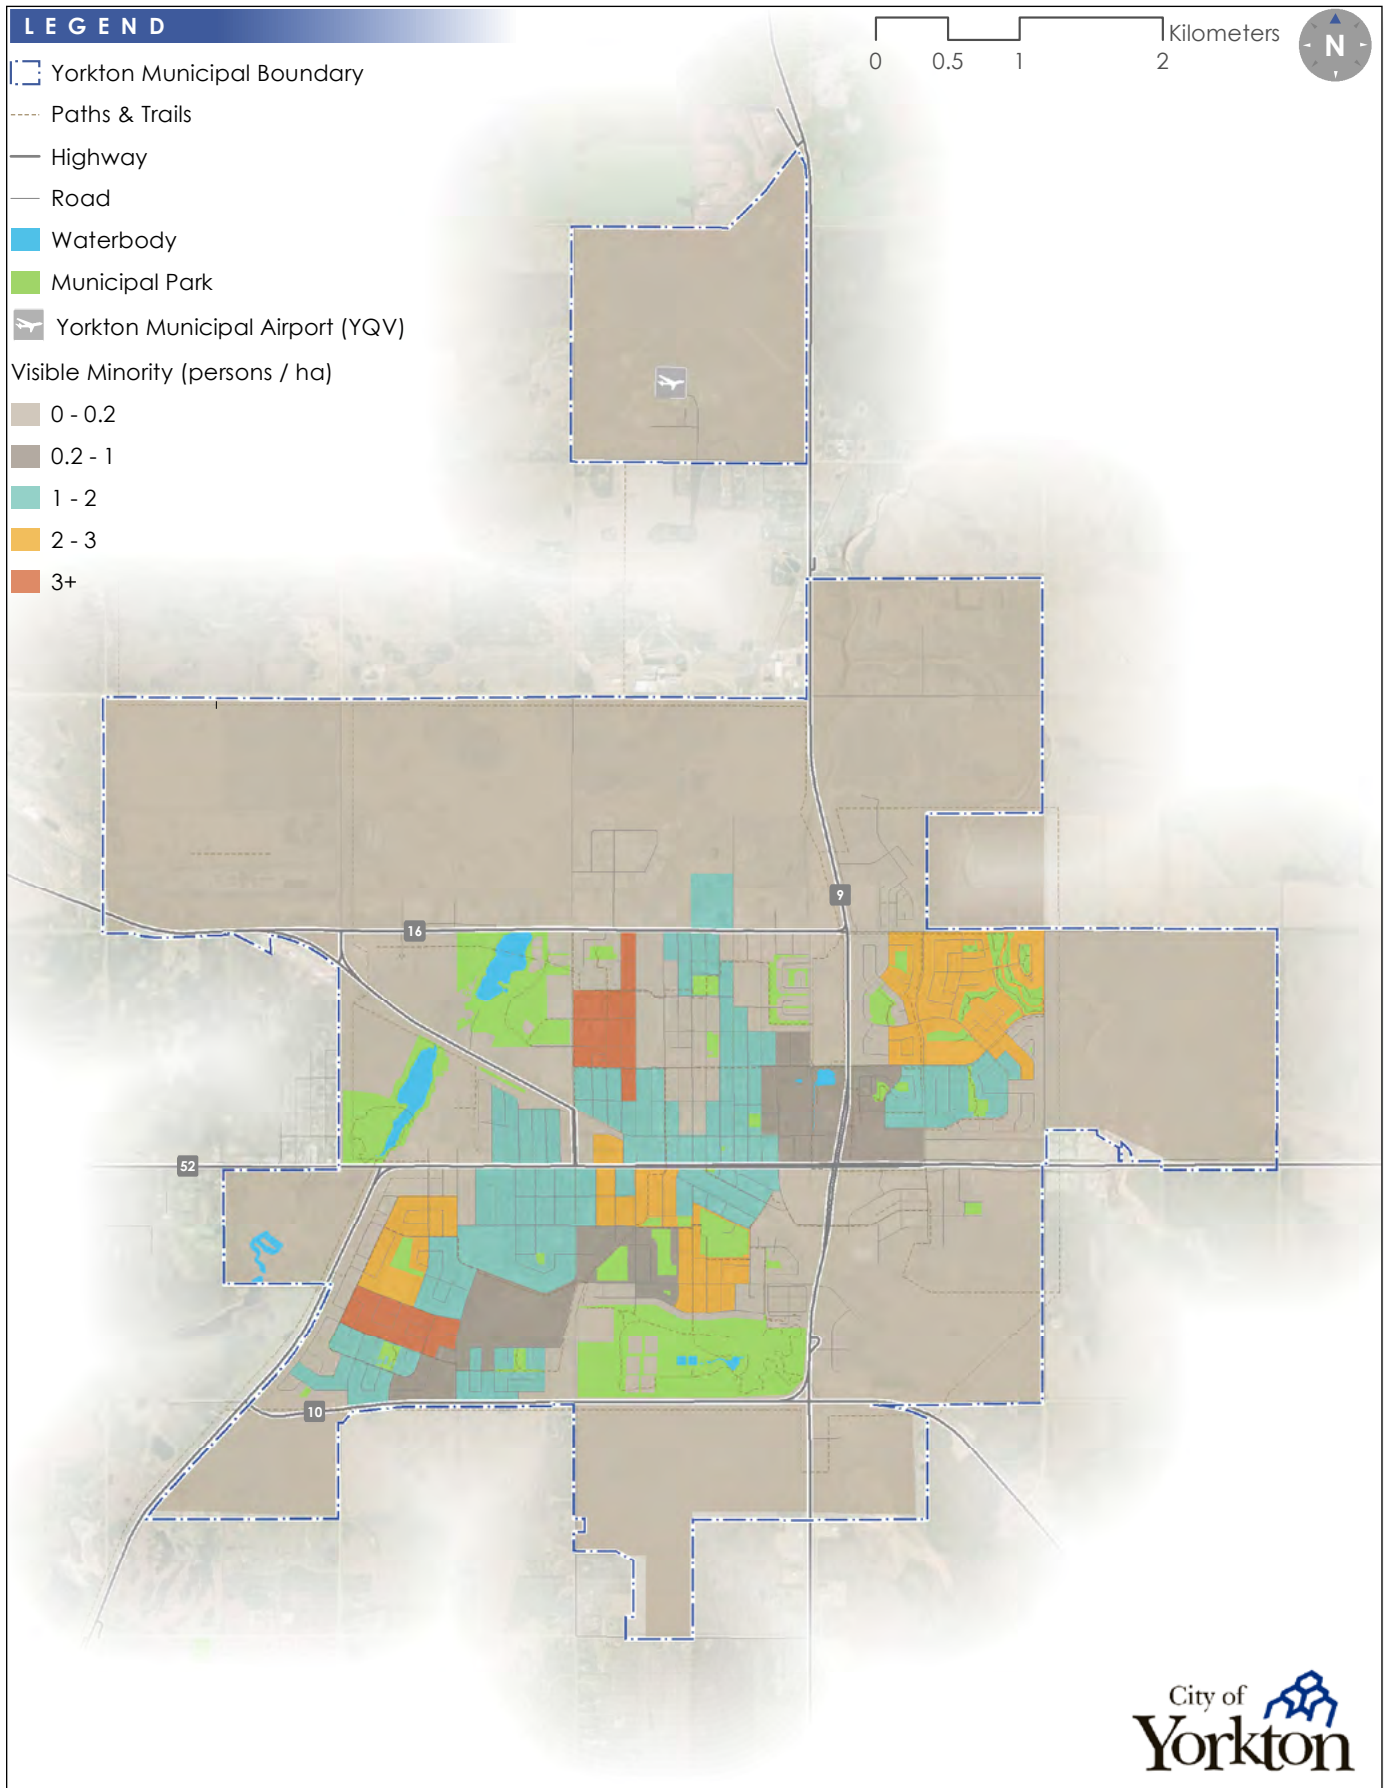 LEGEND
Yorkton Municipal Boundary
Paths & Trails
Highway
Road
Waterbody
Municipal Park
Yorkton Municipal Airport (YQV)
Visible Minority (persons / ha)
0 - 0.2
0.2 - 1
1 - 2
2 - 3
3+
Kilometers
0 0.5 1 2
N
9
16
52
10
City of
Yorkton